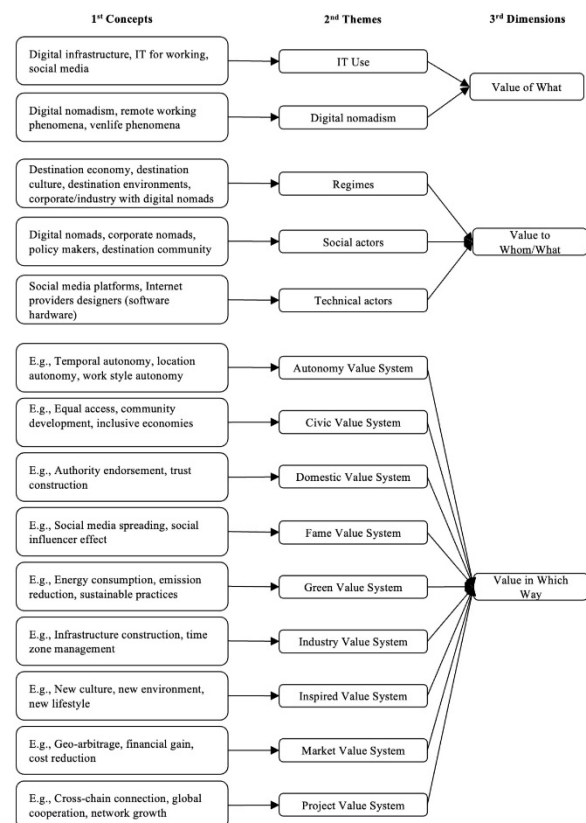 1st Concepts
2nd Themes
3rd Dimensions
Digital infrastructure, IT for working,
social media
IT Use
Value of What
Digital nomadism, remote working
phenomena, venlife phenomena
Digital nomadism
Destination economy, destination
culture, destination environments,
corporate/industry with digital nomads
Regimes
Digital nomads, corporate nomads,
policy makers, destination community
Social actors
Value to
Whom/What
Social media platforms, Internet
providers designers (software
hardware)
Technical actors
E.g., Temporal autonomy, location
autonomy, work style autonomy
Autonomy Value System
E.g., Equal access, community
development, inclusive economies
Civic Value System
E.g., Authority endorsement, trust
construction
Domestic Value System
E.g., Social media spreading, social
influencer effect
Fame Value System
E.g., Energy consumption, emission
reduction, sustainable practices
Green Value System
Value in Which
Way
E.g., Infrastructure construction, time
zone management
Industry Value System
E.g., New culture, new environment,
new lifestyle
Inspired Value System
E.g., Geo-arbitrage, financial gain,
cost reduction
Market Value System
E.g., Cross-chain connection, global
cooperation, network growth
Project Value System